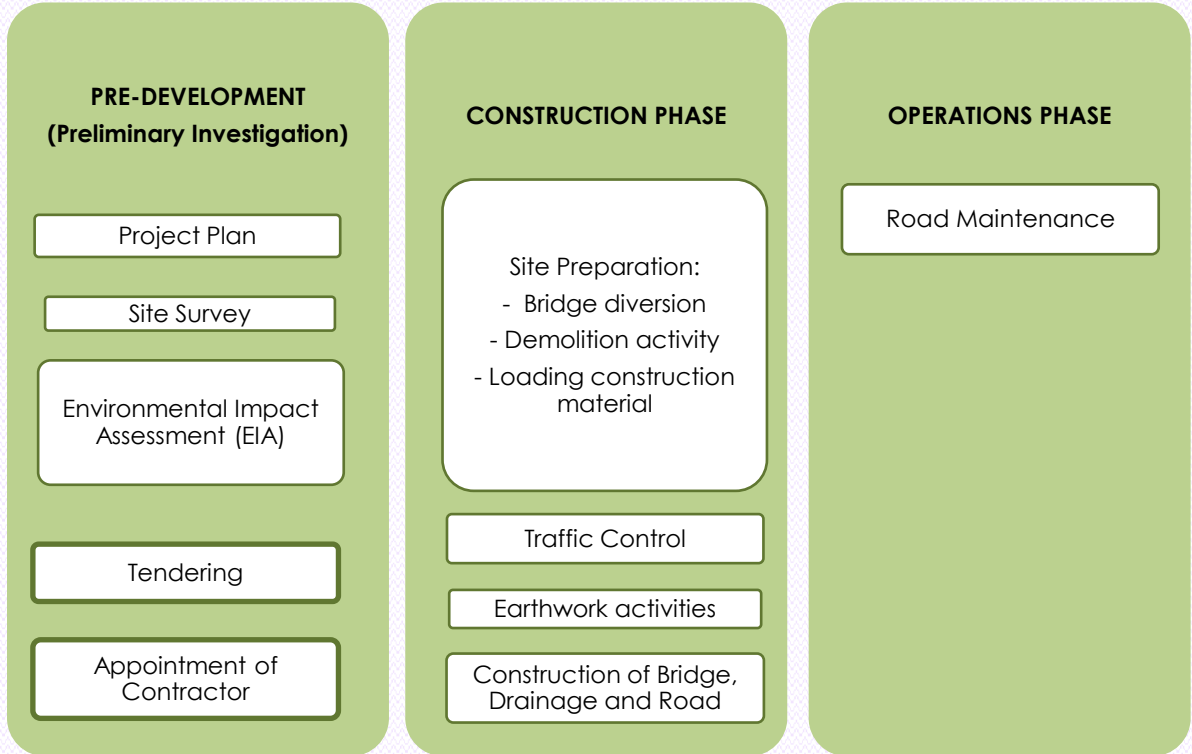 PRE-DEVELOPMENT
(Preliminary Investigation)
Project Plan
Site Survey
Environmental Impact
Assessment (EIA)
Tendering
Appointment of
Contractor
CONSTRUCTION PHASE
Site Preparation:
- Bridge diversion
- Demolition activity
- Loading construction
material
Traffic Control
Earthwork activities
Construction of Bridge,
Drainage and Road
OPERATIONS PHASE
Road Maintenance